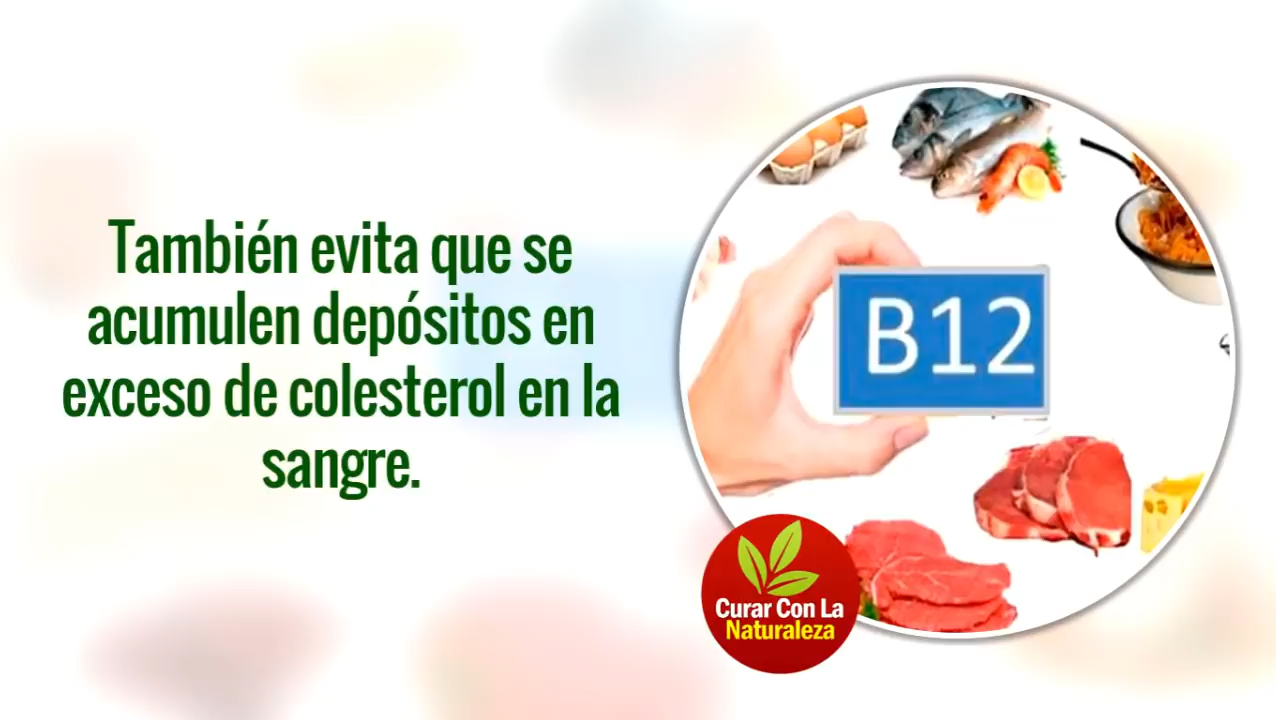 También evita que se
acumulen depósitos en
exceso de colesterol en la
sangre.
B12
Curar Con La
Naturaleza